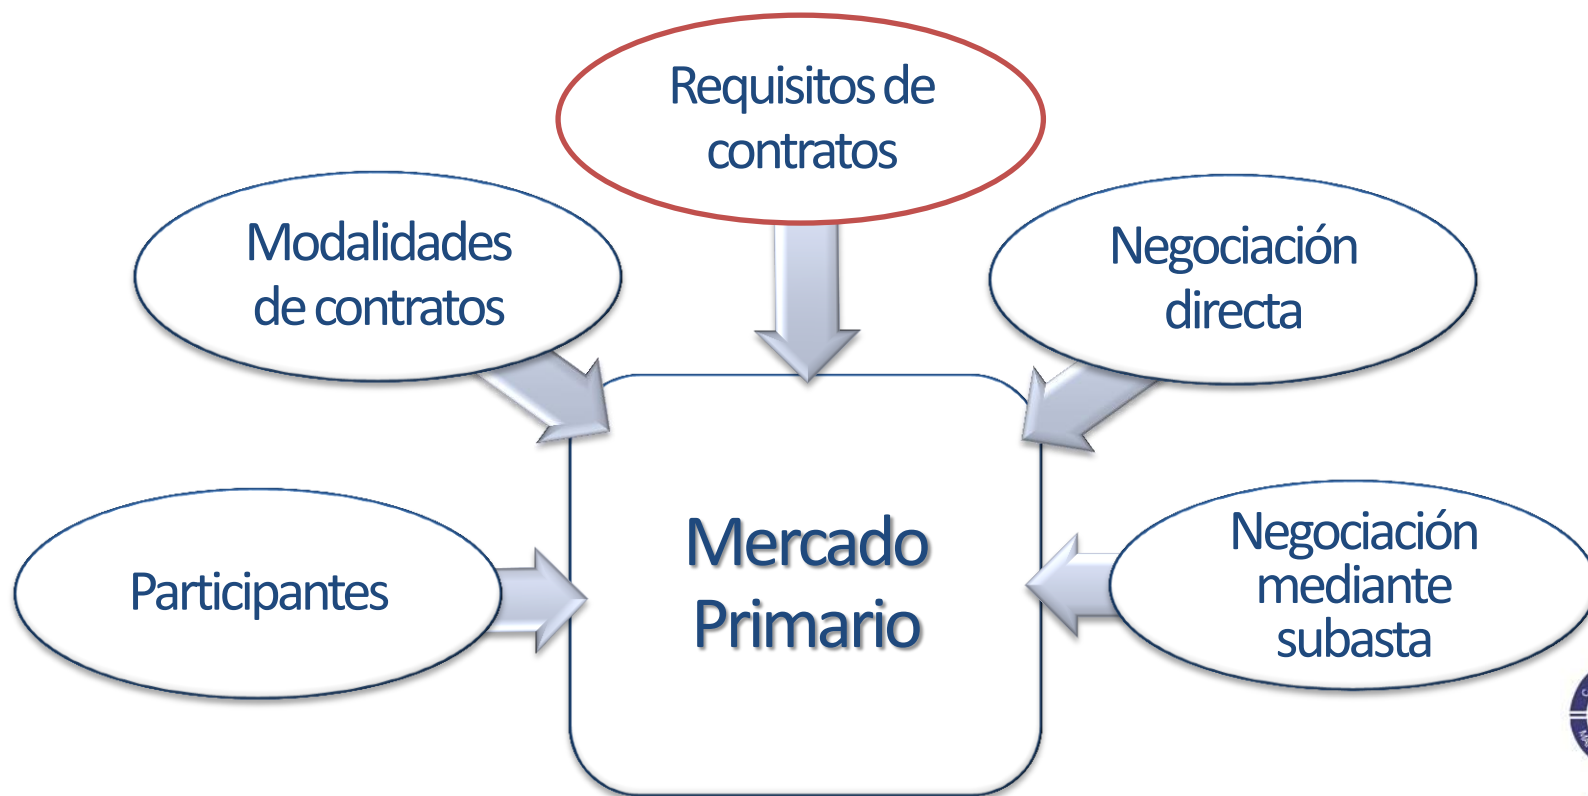 Requisitos de
contratos
Modalidades
de contratos
Negociación
directa
Participantes
Mercado
Primario
Negociación
mediante
subasta